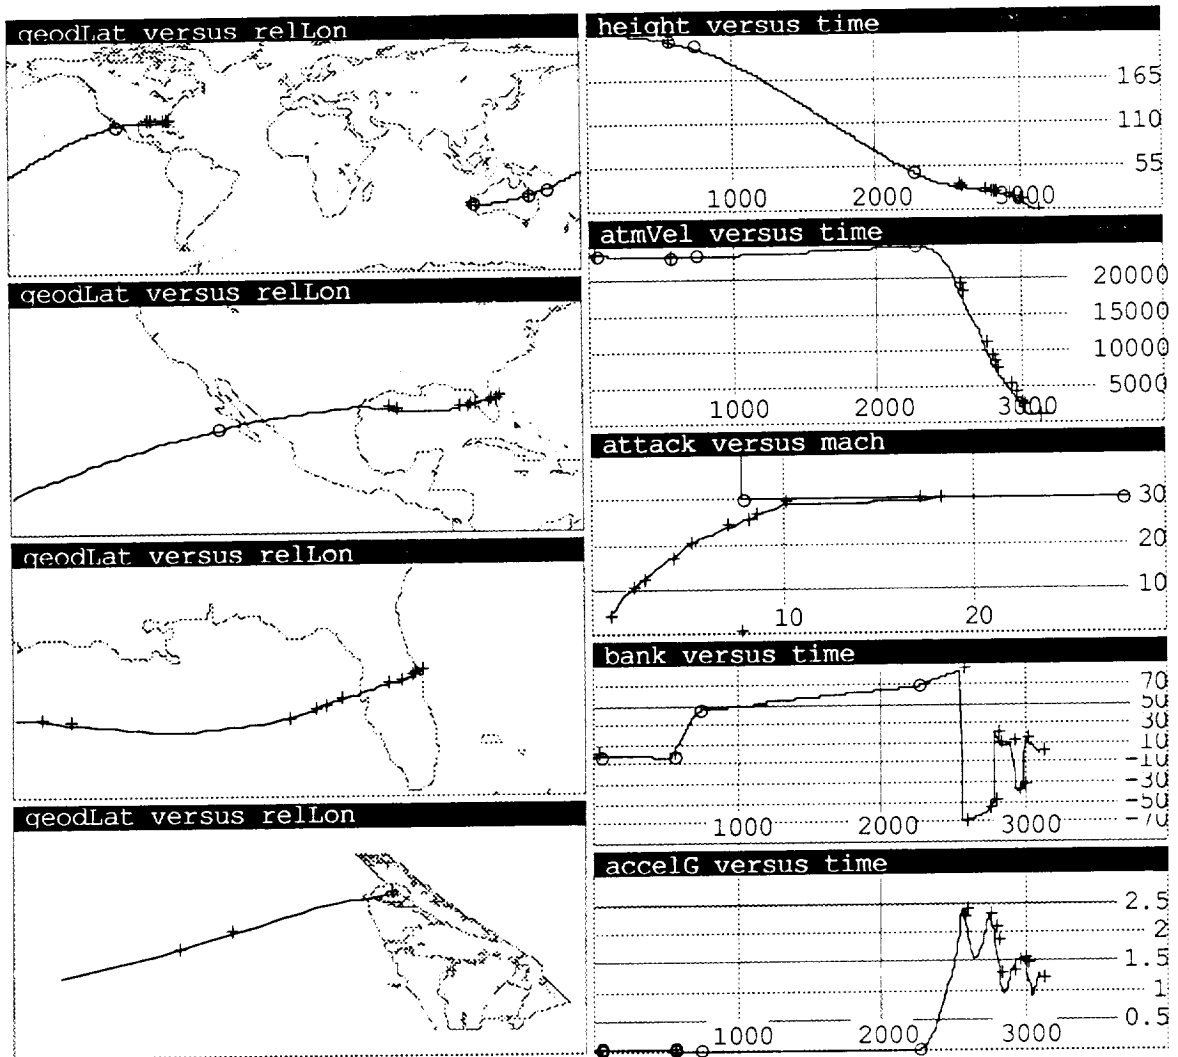 geodLat versus relLon
geodLat versus relLon
geodLat versus relLon
geodLat versus relLon
height versus time
165
110
55
1000 2000 3000
atmVel versus time
20000
15000
10000
5000
1000 2000 3000
attack versus mach
30
20
10
10 20
bank versus time
70
50
30
10
-10
-30
-50
-70
1000 2000 3000
accelG versus time
2.5
2
1.5
1
0.5
1000 2000 3000